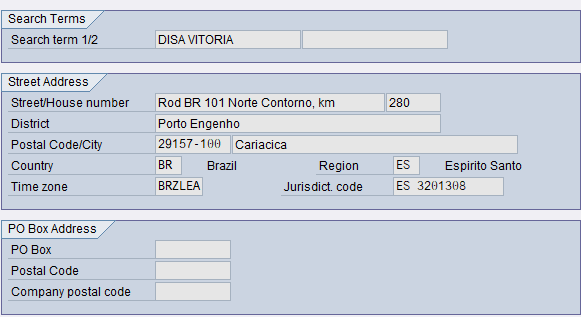 Search Terms
Search term 1/2 DISA VITORIA
Street Address
Street/House number Rod BR 101 Norte Contorno, km 280
District Porto Engenho
Postal Code/City 29157-100 Cariacica
Country BR Brazil Region ES Espirito Santo
Time zone BRZLEA Jurisdict. code ES 3201308
PO Box Address
PO Box
Postal Code
Company postal code